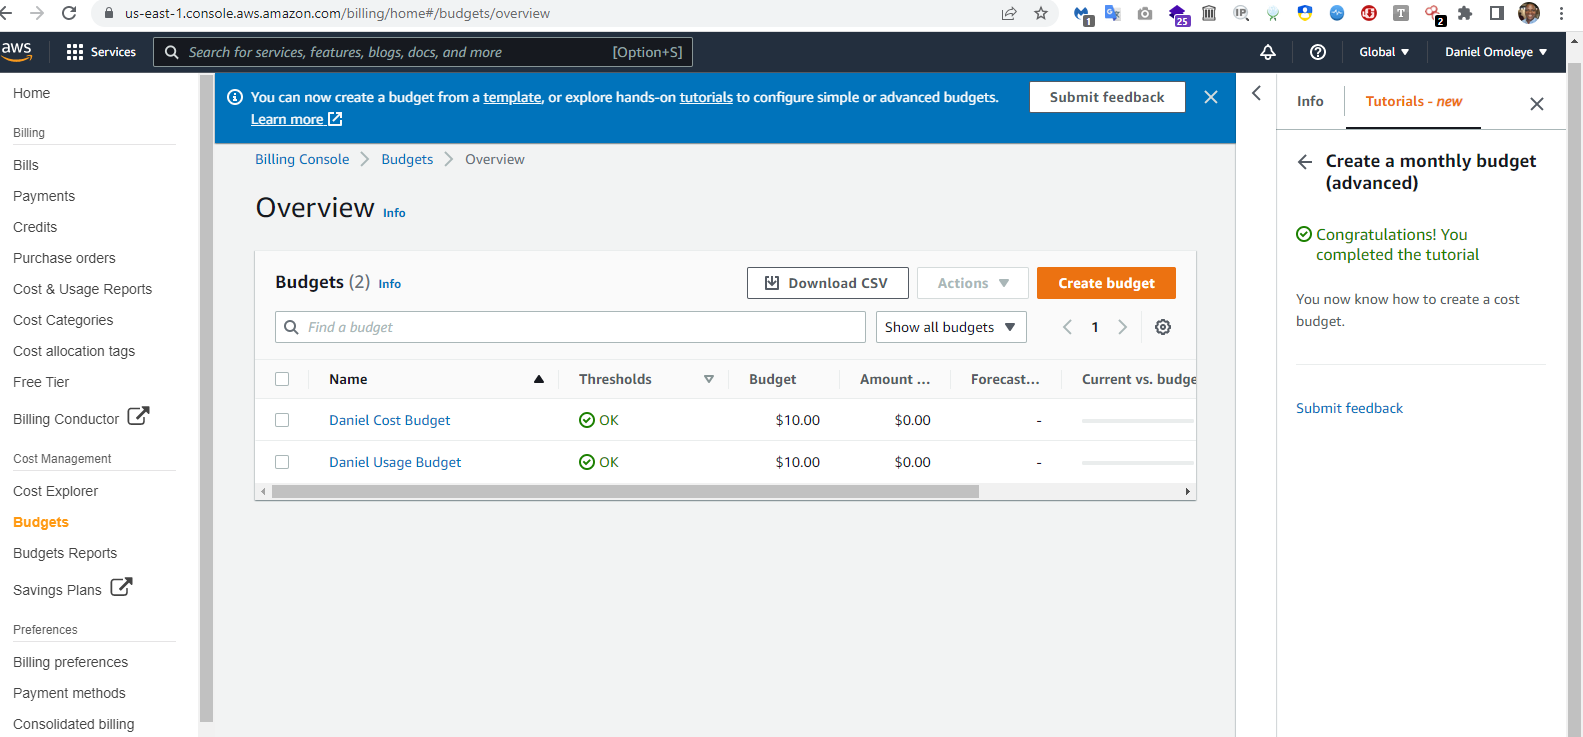 us-east-1.console.aws.amazon.com/billing/home#/budgets/overview
1
25
IP
T
2
aws
Services
Search for services, features, blogs, docs, and more
[Option+S]
Global
Daniel Omoleye
Home
Billing
Bills
Payments
Credits
Purchase orders
Cost & Usage Reports
Cost Categories
Cost allocation tags
Free Tier
Billing Conductor
Cost Management
Cost Explorer
Budgets
Budgets Reports
Savings Plans
Preferences
Billing preferences
Payment methods
Consolidated billing
You can now create a budget from a template, or explore hands-on tutorials to configure simple or advanced budgets.
Learn more
Submit feedback
Billing Console
Budgets
Overview
Overview Info
Budgets (2) Info
Download CSV
Actions
Create budget
Find a budget
Show all budgets
1
Name
Thresholds
Budget
Amount ...
Forecast...
Current vs. budge
Daniel Cost Budget
OK
$10.00
$0.00
-
Daniel Usage Budget
OK
$10.00
$0.00
-
Info
Tutorials - new
Create a monthly budget
(advanced)
Congratulations! You
completed the tutorial
You now know how to create a cost
budget.
Submit feedback